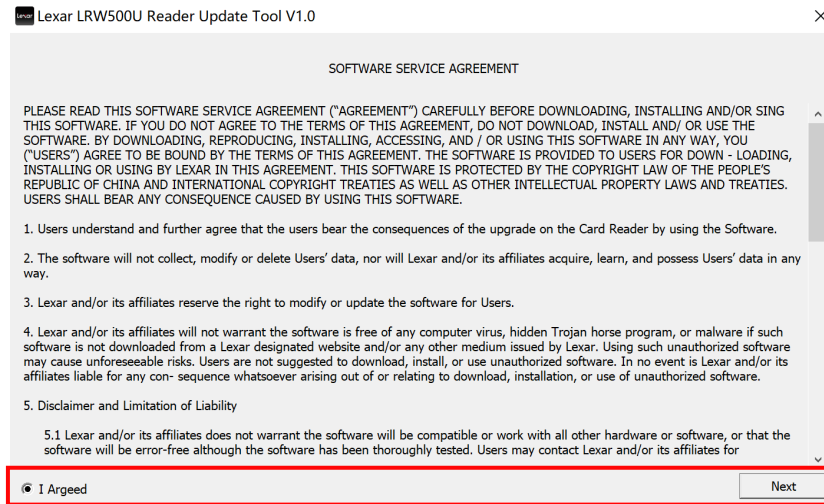 Lexar Lexar LRW500U Reader Update Tool V1.0
SOFTWARE SERVICE AGREEMENT
PLEASE READ THIS SOFTWARE SERVICE AGREEMENT (“AGREEMENT”) CAREFULLY BEFORE DOWNLOADING, INSTALLING AND/OR SING
THIS SOFTWARE. IF YOU DO NOT AGREE TO THE TERMS OF THIS AGREEMENT, DO NOT DOWNLOAD, INSTALL AND/ OR USE THE
SOFTWARE. BY DOWNLOADING, REPRODUCING, INSTALLING, ACCESSING, AND / OR USING THIS SOFTWARE IN ANY WAY, YOU
(“USERS”) AGREE TO BE BOUND BY THE TERMS OF THIS AGREEMENT. THE SOFTWARE IS PROVIDED TO USERS FOR DOWN - LOADING,
INSTALLING OR USING BY LEXAR IN THIS AGREEMENT. THIS SOFTWARE IS PROTECTED BY THE COPYRIGHT LAW OF THE PEOPLE’S
REPUBLIC OF CHINA AND INTERNATIONAL COPYRIGHT TREATIES AS WELL AS OTHER INTELLECTUAL PROPERTY LAWS AND TREATIES.
USERS SHALL BEAR ANY CONSEQUENCE CAUSED BY USING THIS SOFTWARE.
1. Users understand and further agree that the users bear the consequences of the upgrade on the Card Reader by using the Software.
2. The software will not collect, modify or delete Users’ data, nor will Lexar and/or its affiliates acquire, learn, and possess Users’ data in any
way.
3. Lexar and/or its affiliates reserve the right to modify or update the software for Users.
4. Lexar and/or its affiliates will not warrant the software is free of any computer virus, hidden Trojan horse program, or malware if such
software is not downloaded from a Lexar designated website and/or any other medium issued by Lexar. Using such unauthorized software
may cause unforeseeable risks. Users are not suggested to download, install, or use unauthorized software. In no event is Lexar and/or its
affiliates liable for any con- sequence whatsoever arising out of or relating to download, installation, or use of unauthorized software.
5. Disclaimer and Limitation of Liability
5.1 Lexar and/or its affiliates does not warrant the software will be compatible or work with all other hardware or software, or that the
software will be error-free although the software has been thoroughly tested. Users may contact Lexar and/or its affiliates for
I Argeed
Next